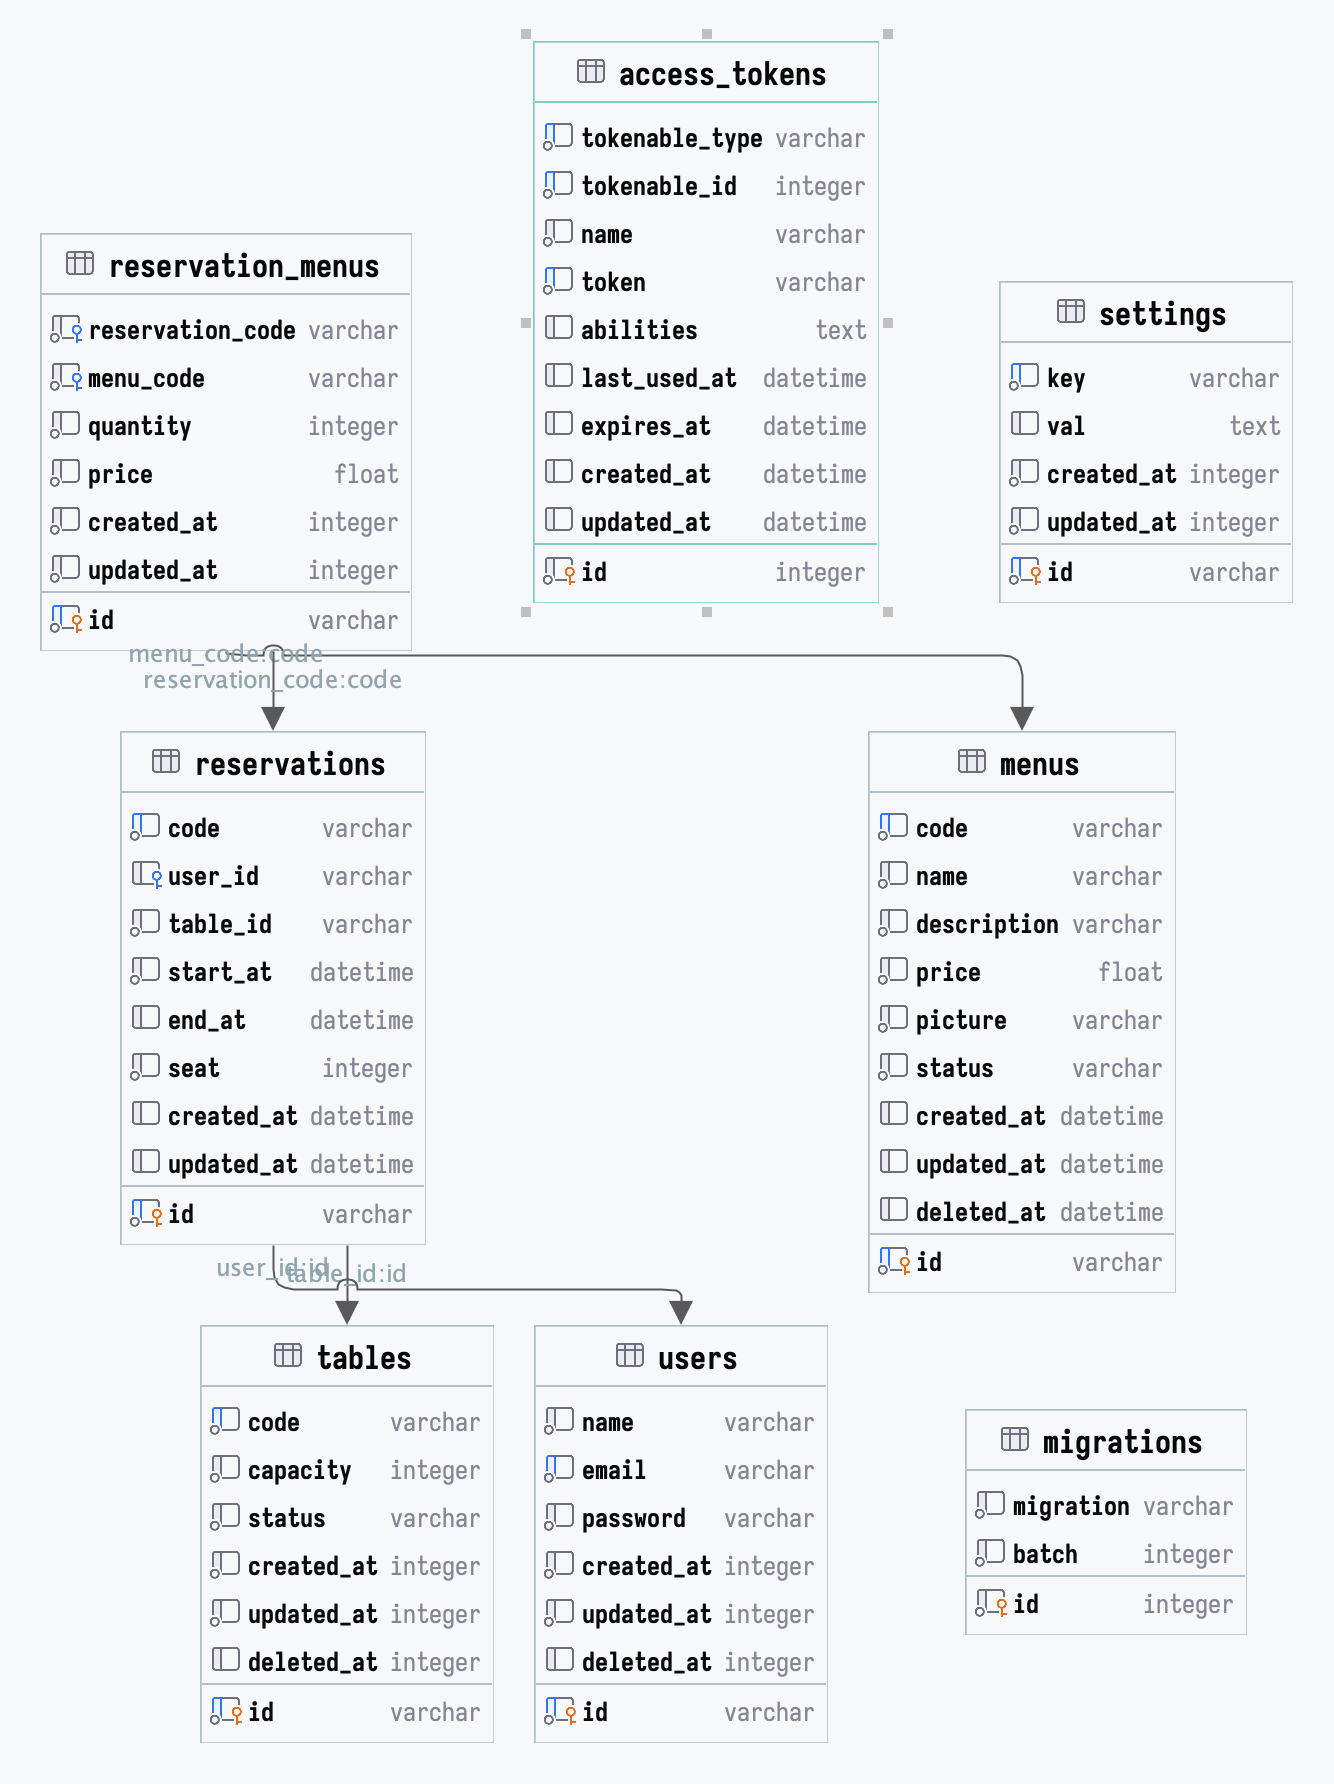 access_tokens
tokenable_type varchar
tokenable_id integer
name varchar
token varchar
abilities text
last_used_at datetime
expires_at datetime
created_at datetime
updated_at datetime
id integer
reservation_menus
reservation_code varchar
menu_code varchar
quantity integer
price float
created_at integer
updated_at integer
id varchar
settings
key varchar
val text
created_at integer
updated_at integer
id varchar
menu_code:code
reservation_code:code
reservations
code varchar
user_id varchar
table_id varchar
start_at datetime
end_at datetime
seat integer
created_at datetime
updated_at datetime
id varchar
menus
code varchar
name varchar
description varchar
price float
picture varchar
status varchar
created_at datetime
updated_at datetime
deleted_at datetime
id varchar
user_id:id
table_id:id
tables
code varchar
capacity integer
status varchar
created_at integer
updated_at integer
deleted_at integer
id varchar
users
name varchar
email varchar
password varchar
created_at integer
updated_at integer
deleted_at integer
id varchar
migrations
migration varchar
batch integer
id integer